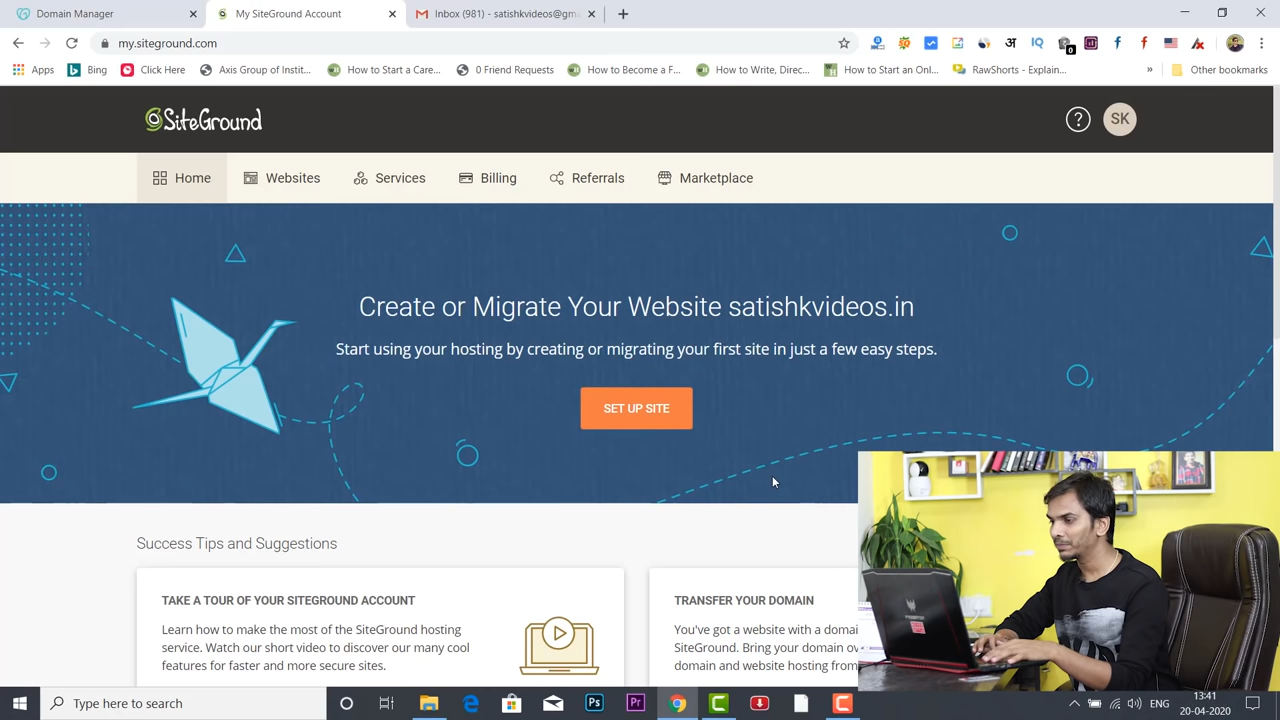 Domain Manager
My SiteGround Account
Inbox (981) - satishkvideos@gm
my.siteground.com
अ
IQ
0
Apps
Bing
Click Here
Axis Group of Instit...
How to Start a Care...
0 Friend Requests
How to Become a F...
How to Write, Direc...
How to Start an Onl...
RawShorts - Explain...
»
Other bookmarks
SiteGround
?
SK
Home
Websites
Services
Billing
Referrals
Marketplace
Create or Migrate Your Website satishkvideos.in
Start using your hosting by creating or migrating your first site in just a few easy steps.
SET UP SITE
Success Tips and Suggestions
TAKE A TOUR OF YOUR SITEGROUND ACCOUNT
Learn how to make the most of the SiteGround hosting
service. Watch our short video to discover our many cool
features for faster and more secure sites.
TRANSFER YOUR DOMAIN
You've got a website with a domai
SiteGround. Bring your domain ov
domain and website hosting from
PREDATOR
Type here to search
Ps
Pr
ENG
13:41
20-04-2020